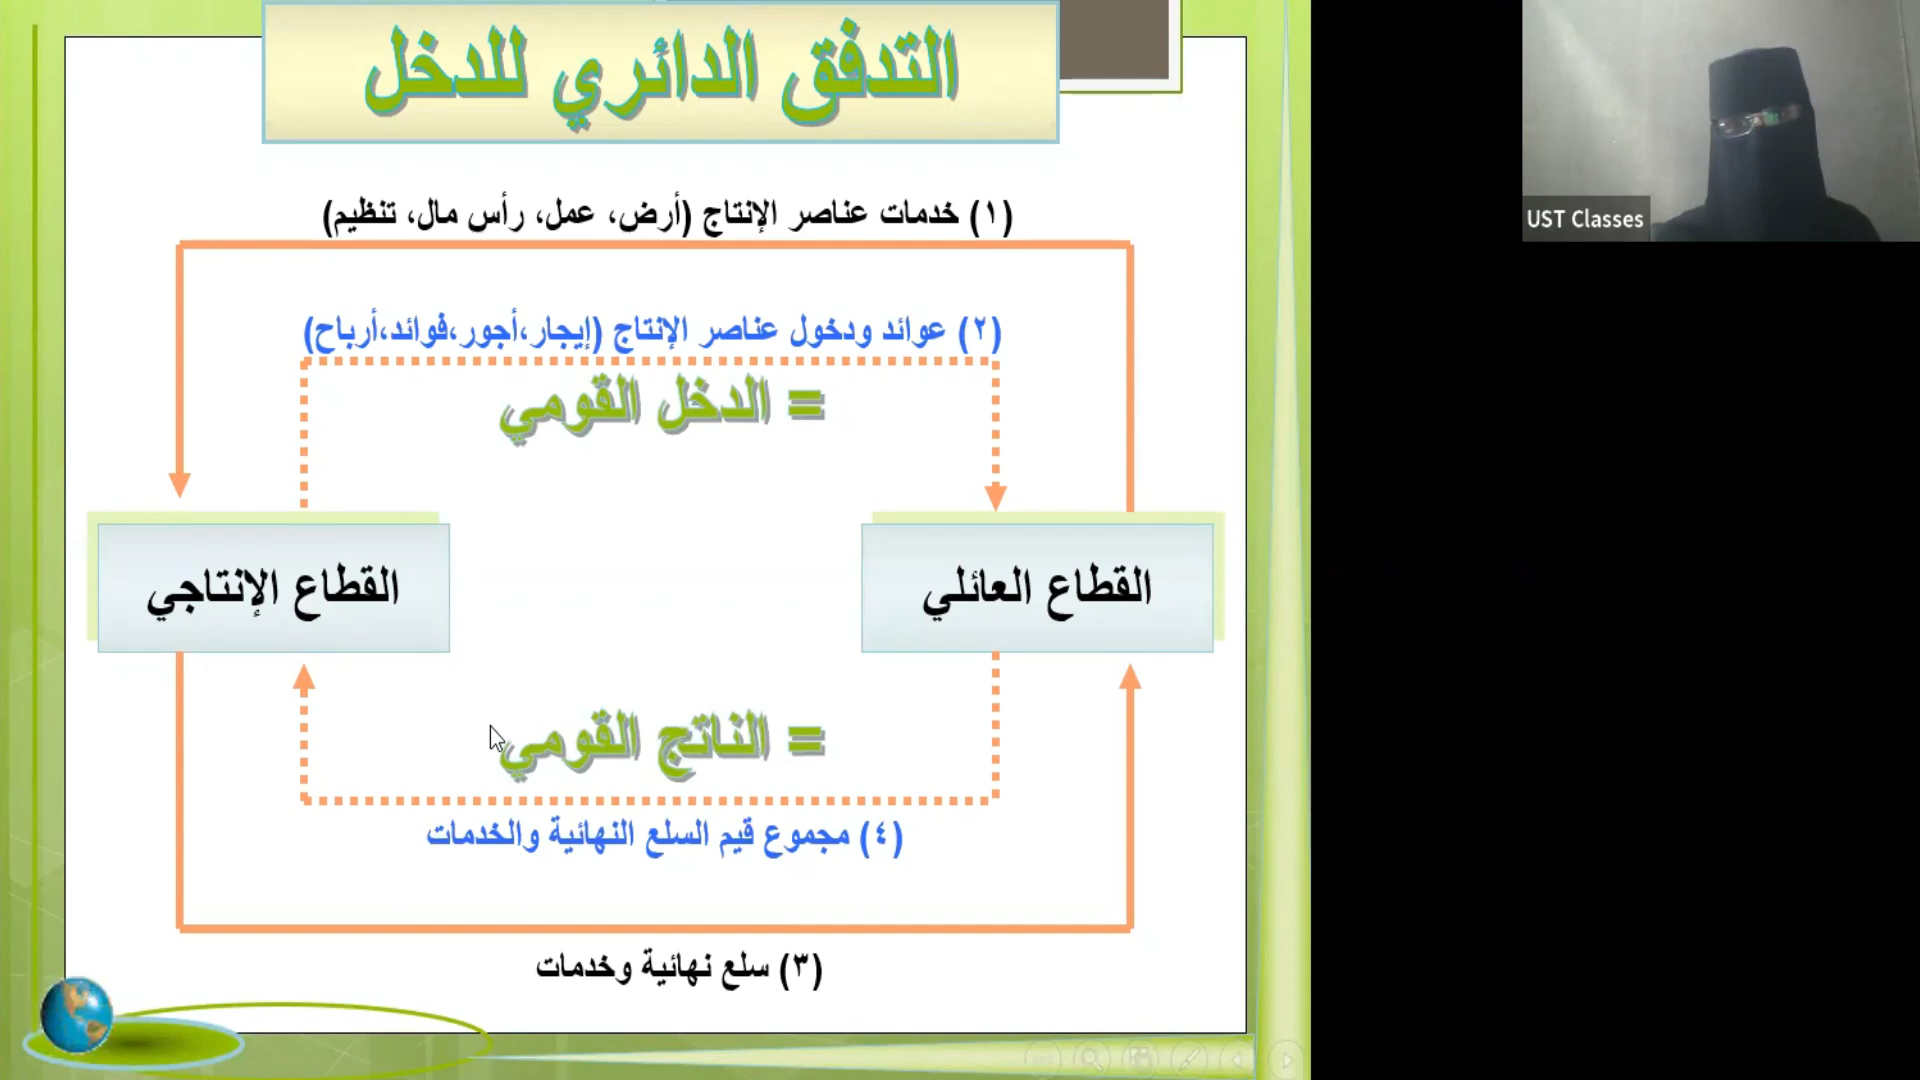 التدفق الدائري للدخل
(١) خدمات عناصر الإنتاج (أرض، عمل، رأس مال، تنظيم)
(٢) عوائد ودخول عناصر الإنتاج (إيجار،أجور،فوائد،أرباح)
= الدخل القومي
القطاع العائلي
القطاع الإنتاجي
= الناتج القومي
(٤) مجموع قيم السلع النهائية والخدمات
(٣) سلع نهائية وخدمات
UST Classes